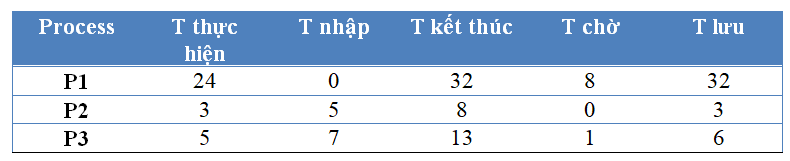 Process T thực hiện T nhập T kết thúc T chờ T lưu
P1 24 0 32 8 32
P2 3 5 8 0 3
P3 5 7 13 1 6